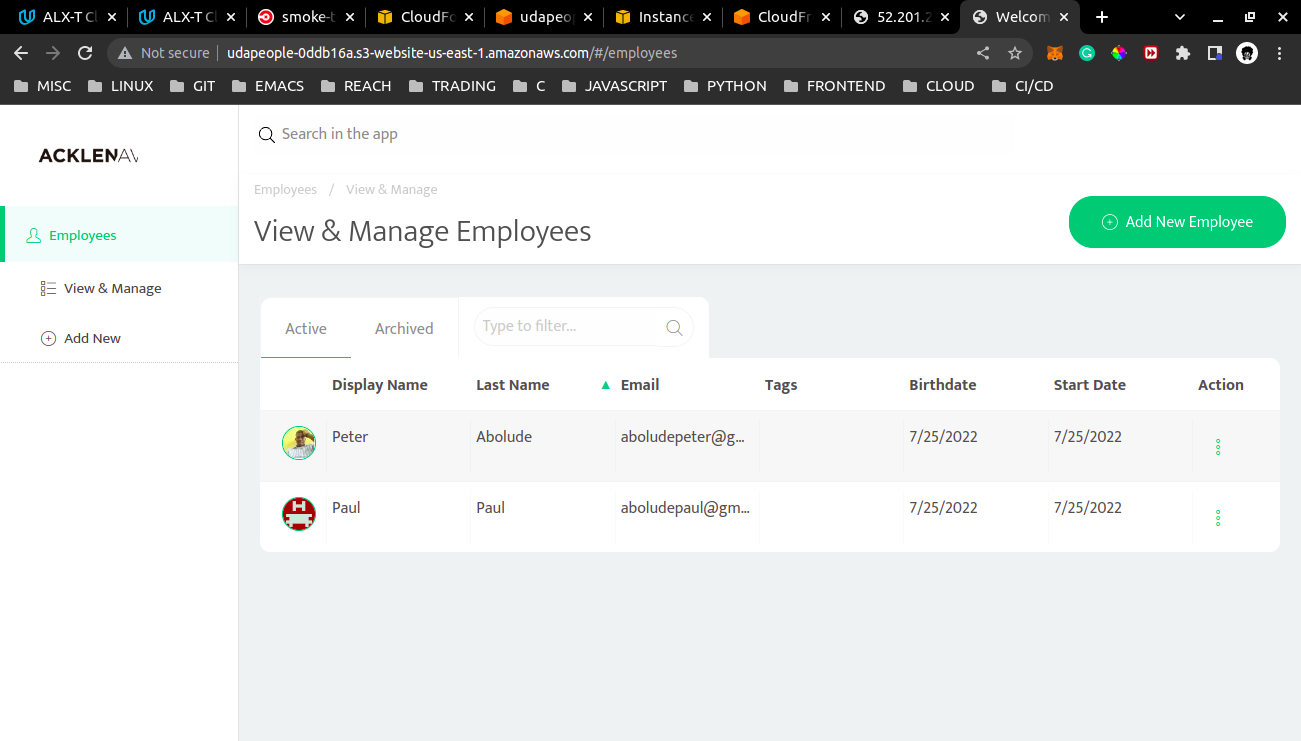 ALX-T Cl ALX-T Cl smoke-t CloudFo udapeop Instance CloudFr 52.201.2 Welcom
Not secure udapeople-0ddb16a.s3-website-us-east-1.amazonaws.com/#/employees
MISC LINUX GIT EMACS REACH TRADING C JAVASCRIPT PYTHON FRONTEND CLOUD CI/CD
ACKLENAV
Search in the app
Employees / View & Manage
View & Manage Employees
Add New Employee
Employees
View & Manage
Add New
Active Archived Type to filter...
Display Name Last Name Email Tags Birthdate Start Date Action
Peter Abolude aboludepeter@g... 7/25/2022 7/25/2022
Paul Paul aboludepaul@gm... 7/25/2022 7/25/2022